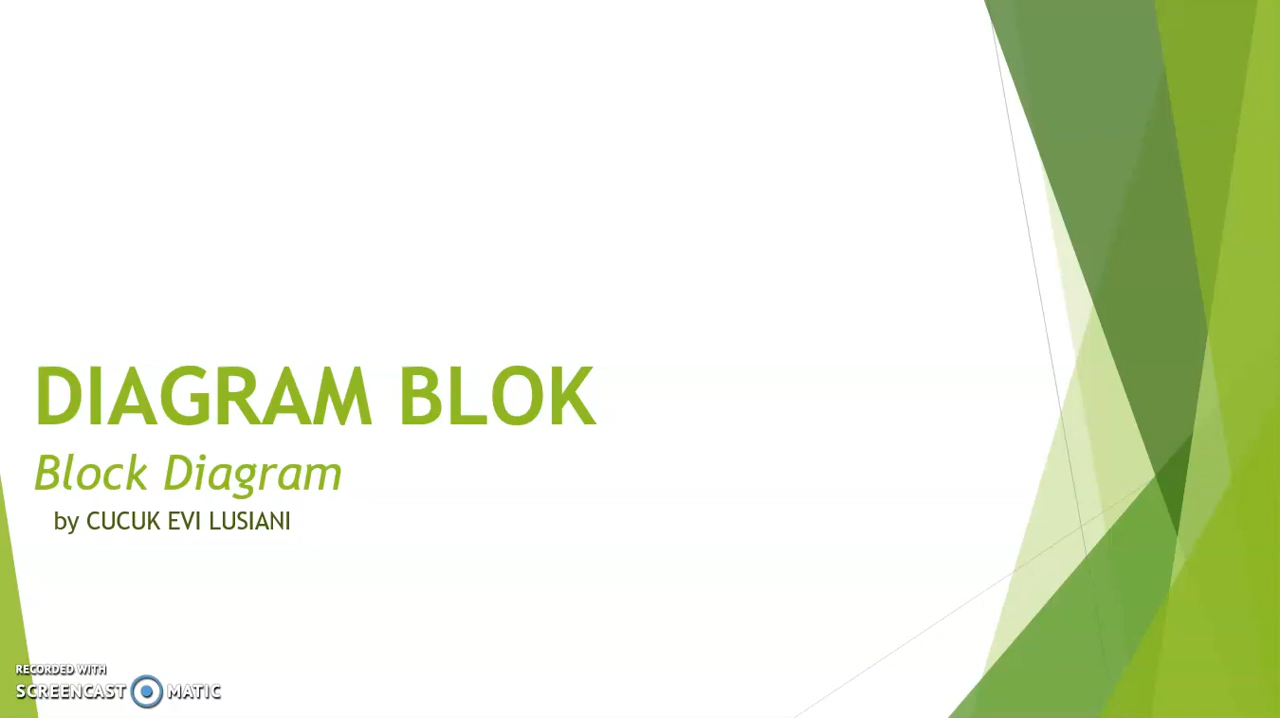 DIAGRAM BLOK
Block Diagram
by CUCUK EVI LUSIANI
RECORDED WITH
SCREENCAST MATIC